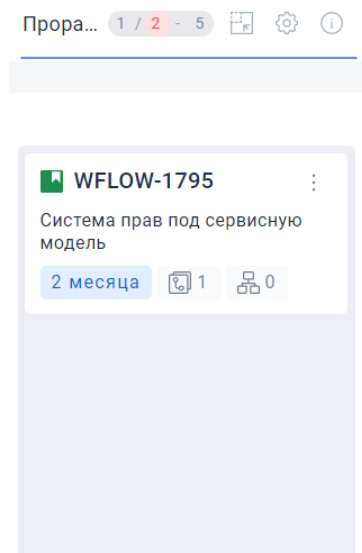 Прора... 1 / 2 - 5
WFLOW-1795
Система прав под сервисную
модель
2 месяца 1 0